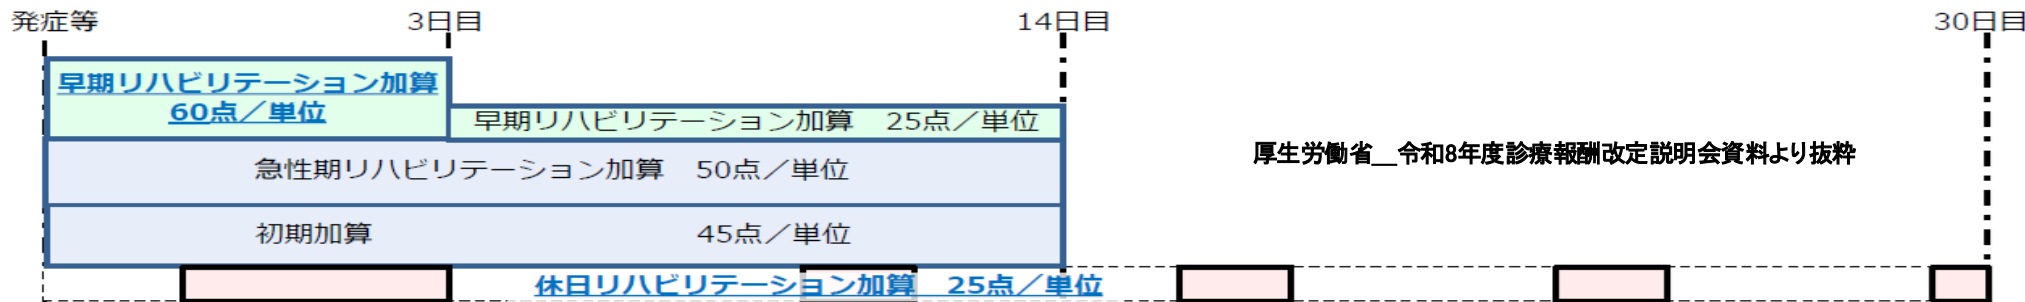 発症等
3日目
14日目
30日目
早期リハビリテーション加算
60点／単位
早期リハビリテーション加算　25点／単位
急性期リハビリテーション加算　50点／単位
厚生労働省__令和8年度診療報酬改定説明会資料より抜粋
初期加算　45点／単位
休日リハビリテーション加算　25点／単位